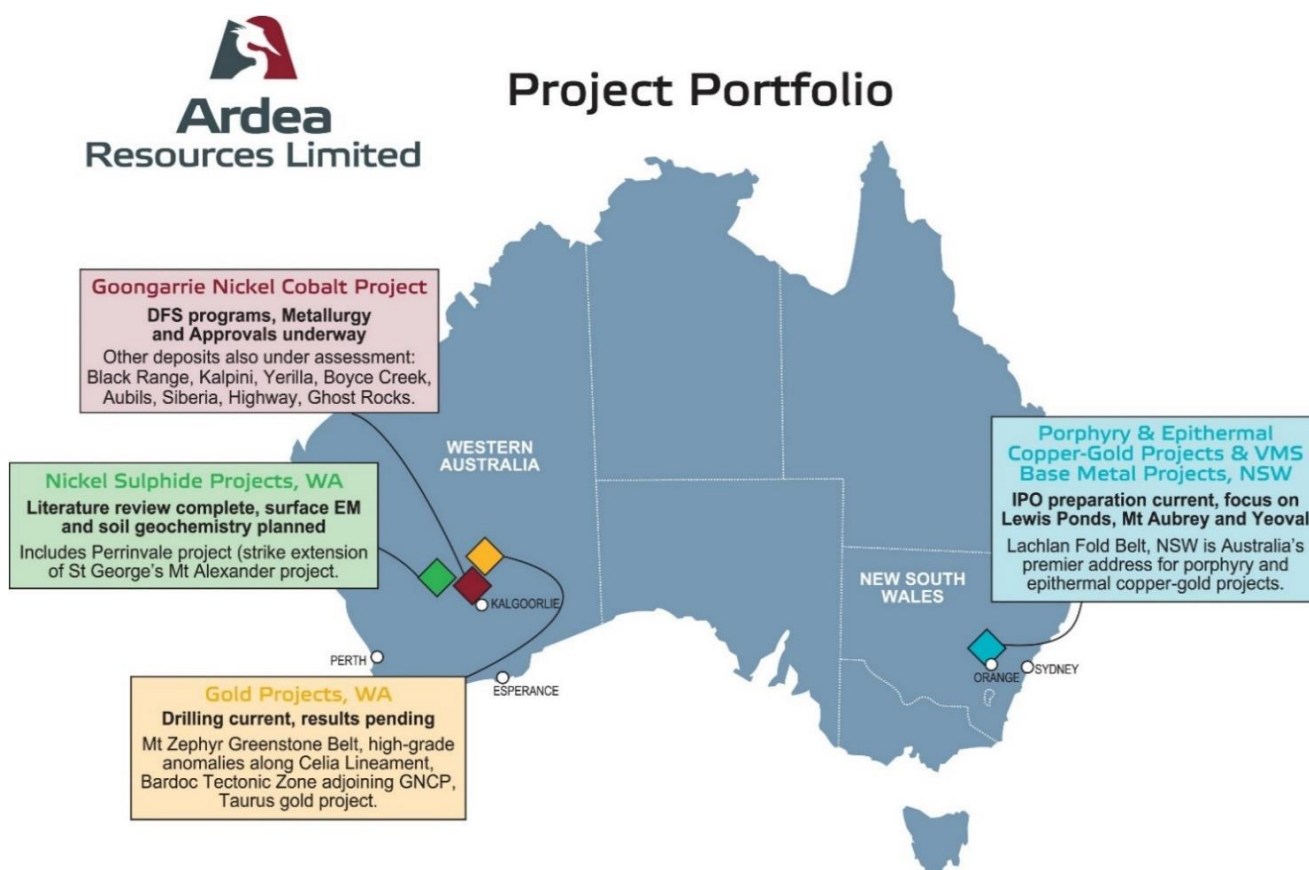 Ardea
Resources Limited
Project Portfolio
Goongarrie Nickel Cobalt Project
DFS programs, Metallurgy
and Approvals underway
Other deposits also under assessment:
Black Range, Kalpini, Yerilla, Boyce Creek,
Aubils, Siberia, Highway, Ghost Rocks.
WESTERN
AUSTRALIA
Nickel Sulphide Projects, WA
Literature review complete, surface EM
and soil geochemistry planned
Includes Perrinvale project (strike extension
of St George's Mt Alexander project.
KALGOORLIE
PERTH
ESPERANCE
Gold Projects, WA
Drilling current, results pending
Mt Zephyr Greenstone Belt, high-grade
anomalies along Celia Lineament,
Bardoc Tectonic Zone adjoining GNCP,
Taurus gold project.
Porphyry & Epithermal
Copper-Gold Projects & VMS
Base Metal Projects, NSW
IPO preparation current, focus on
Lewis Ponds, Mt Aubrey and Yeoval
Lachlan Fold Belt, NSW is Australia's
premier address for porphyry and
epithermal copper-gold projects.
NEW SOUTH
WALES
ORANGE
SYDNEY